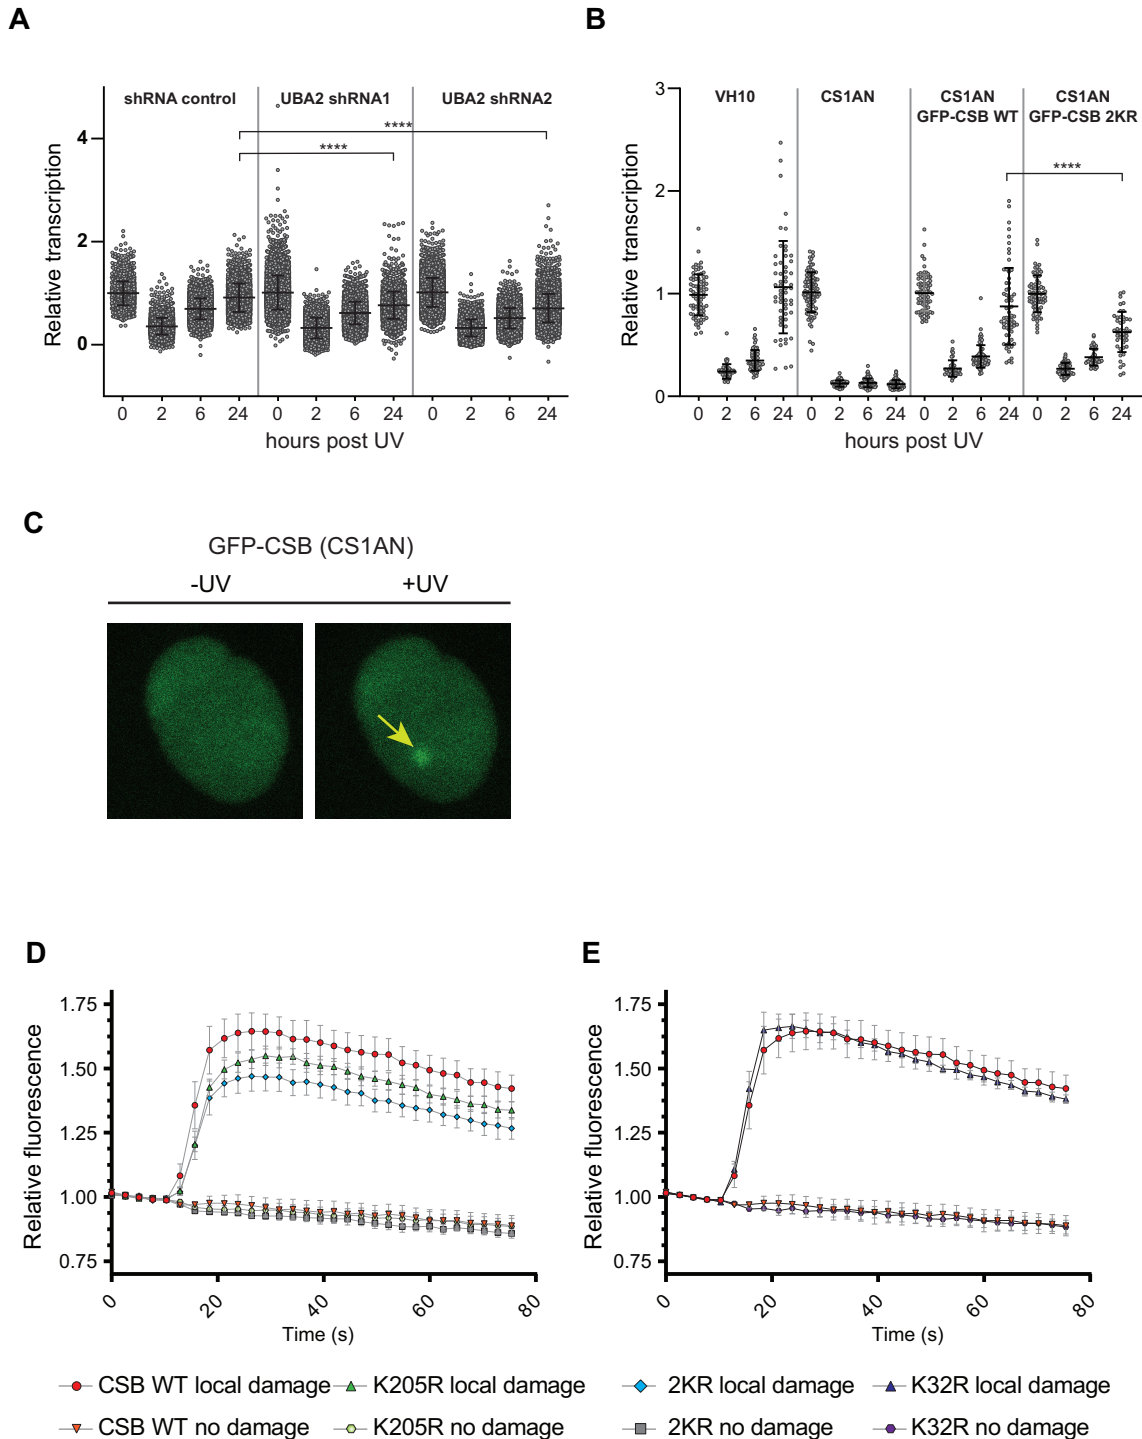 A
B
shRNA control
UBA2 shRNA1
UBA2 shRNA2
****
****
Relative transcription
4
2
0
0 2 6 24 0 2 6 24 0 2 6 24
hours post UV
VH10
CS1AN
CS1AN
GFP-CSB WT
CS1AN
GFP-CSB 2KR
****
Relative transcription
3
2
1
0
0 2 6 24 0 2 6 24 0 2 6 24 0 2 6 24
hours post UV
C
GFP-CSB (CS1AN)
-UV
+UV
D
Relative fluorescence
1.75
1.50
1.25
1.00
0.75
0 20 40 60 80
Time (s)
E
Relative fluorescence
1.75
1.50
1.25
1.00
0.75
0 20 40 60 80
Time (s)
CSB WT local damage
K205R local damage
2KR local damage
K32R local damage
CSB WT no damage
K205R no damage
2KR no damage
K32R no damage